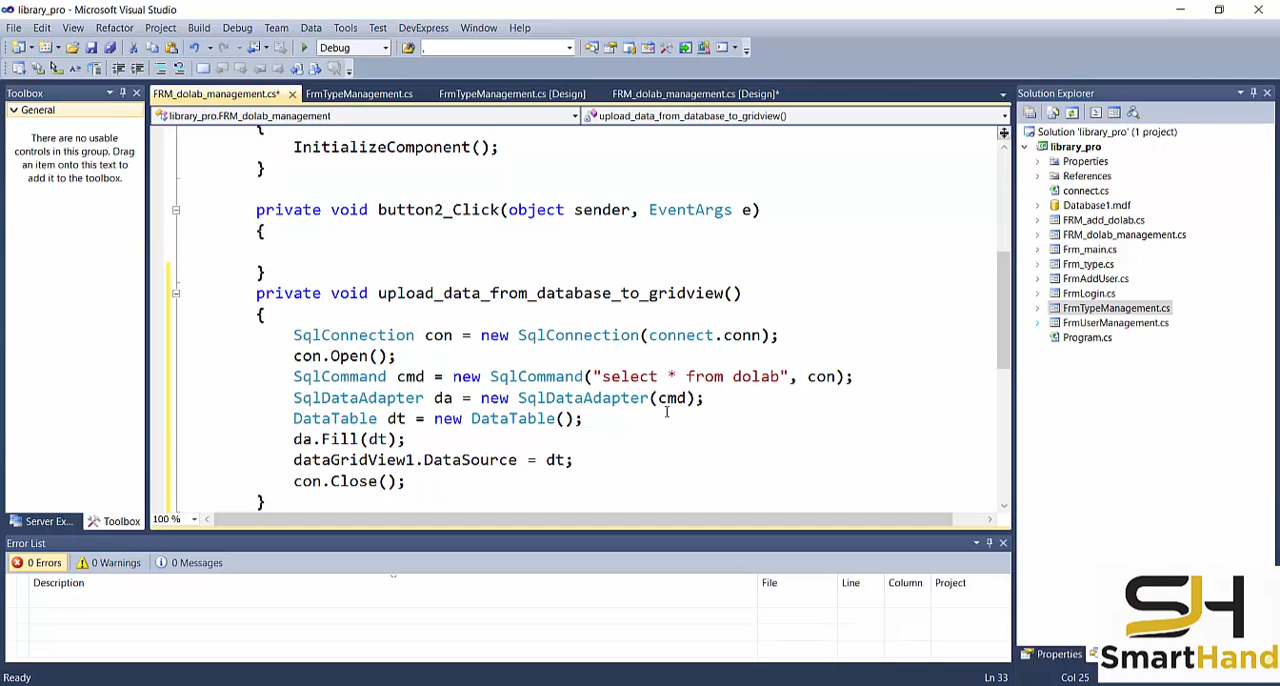 library_pro - Microsoft Visual Studio
File Edit View Refactor Project Build Debug Team Data Tools Test DevExpress Window Help
Debug ,
Toolbox
General
There are no usable
controls in this group. Drag
an item onto this text to
add it to the toolbox.
Server Ex... Toolbox
FRM_dolab_management.cs* FrmTypeManagement.cs FrmTypeManagement.cs [Design] FRM_dolab_management.cs [Design]*
library_pro.FRM_dolab_management upload_data_from_database_to_gridview()
{
InitializeComponent();
}
private void button2_Click(object sender, EventArgs e)
{
}
private void upload_data_from_database_to_gridview()
{
SqlConnection con = new SqlConnection(connect.conn);
con.Open();
SqlCommand cmd = new SqlCommand("select * from dolab", con);
SqlDataAdapter da = new SqlDataAdapter(cmd);
DataTable dt = new DataTable();
da.Fill(dt);
dataGridView1.DataSource = dt;
con.Close();
}
100 %
Solution Explorer
Solution 'library_pro' (1 project)
library_pro
Properties
References
connect.cs
Database1.mdf
FRM_add_dolab.cs
FRM_dolab_management.cs
Frm_main.cs
Frm_type.cs
FrmAddUser.cs
FrmLogin.cs
FrmTypeManagement.cs
FrmUserManagement.cs
Program.cs
Properties
Error List
0 Errors 0 Warnings 0 Messages
Description File Line Column Project
SH
SmartHand
Ready Ln 33 Col 25